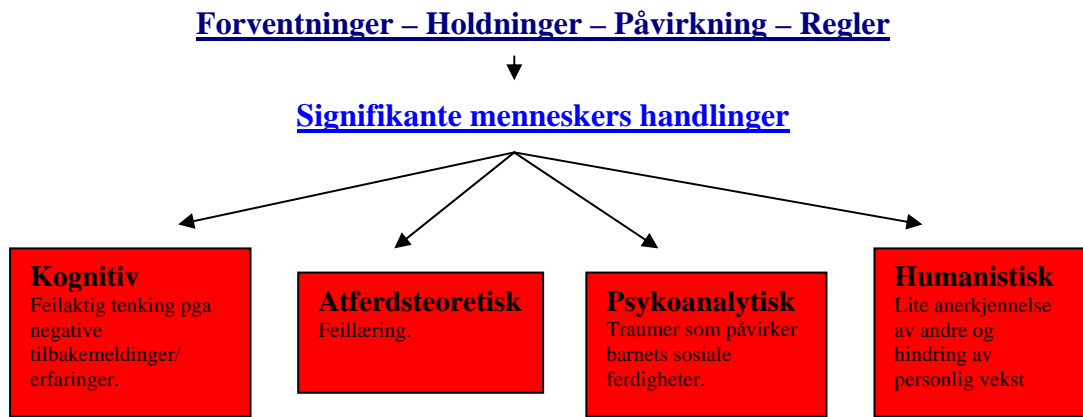 Forventninger – Holdninger – Påvirkning – Regler
Signifikante menneskers handlinger
Kognitiv
Feilaktig tenking pga
negative
tilbakemeldinger/
erfaringer.
Atferdsteoretisk
Feillæring.
Psykoanalytisk
Traumer som påvirker
barnets sosiale
ferdigheter.
Humanistisk
Lite anerkjennelse
av andre og
hindring av
personlig vekst